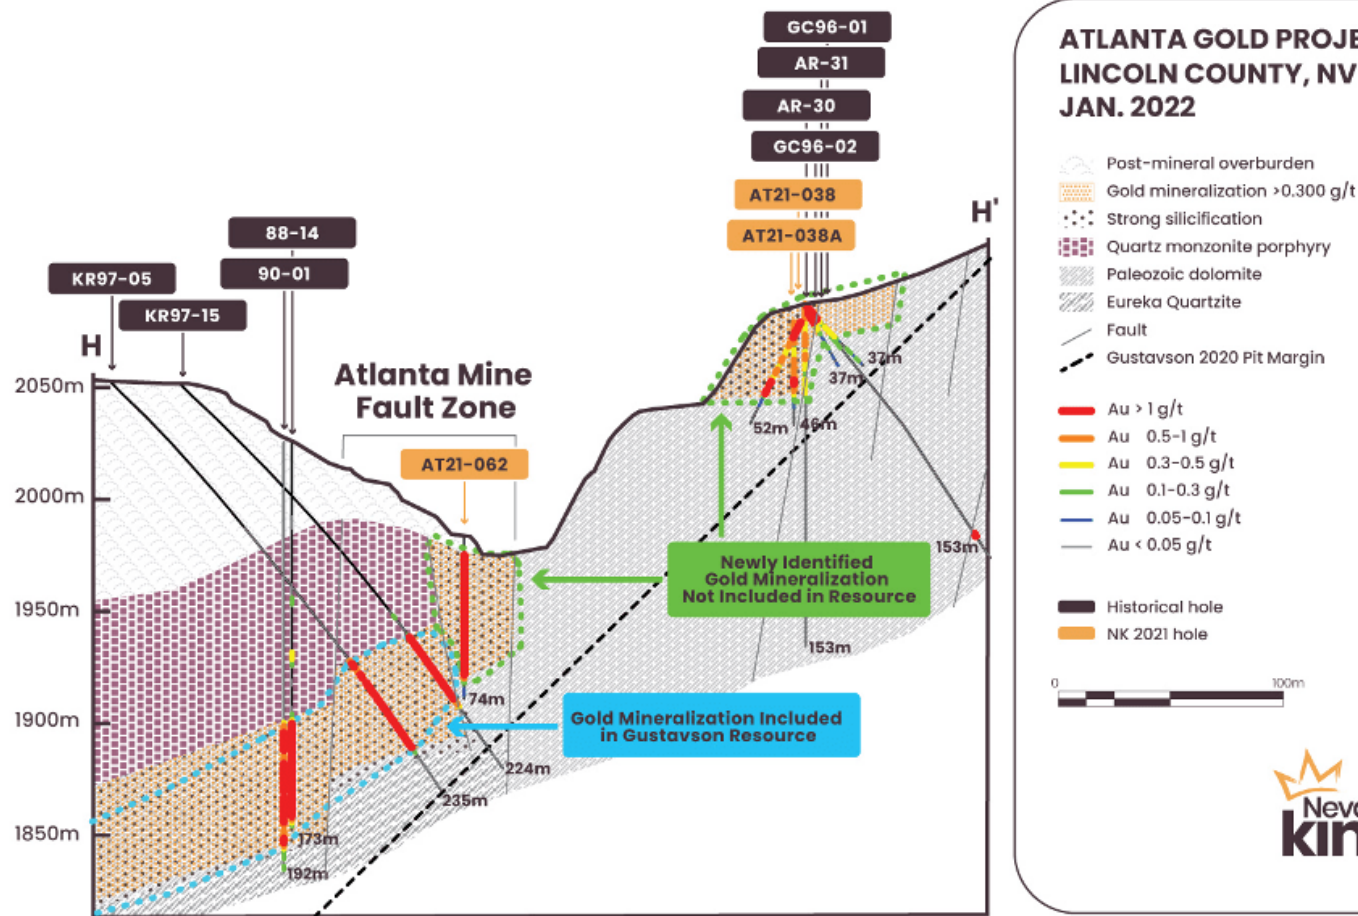 GC96-01
AR-31
AR-30
GC96-02
AT21-038
AT21-038A
88-14
90-01
KR97-05
KR97-15
H
H'
Atlanta Mine
Fault Zone
AT21-062
2050m
2000m
1950m
1900m
1850m
37m
37m
52m
46m
153m
153m
74m
224m
235m
173m
192m
Newly Identified
Gold Mineralization
Not Included in Resource
Gold Mineralization Included
in Gustavson Resource
ATLANTA GOLD PROJE
LINCOLN COUNTY, NV
JAN. 2022
Post-mineral overburden
Gold mineralization >0.300 g/t
Strong silicification
Quartz monzonite porphyry
Paleozoic dolomite
Eureka Quartzite
Fault
Gustavson 2020 Pit Margin
Au > 1 g/t
Au 0.5-1 g/t
Au 0.3-0.5 g/t
Au 0.1-0.3 g/t
Au 0.05-0.1 g/t
Au < 0.05 g/t
Historical hole
NK 2021 hole
0 100m
Neva
kin